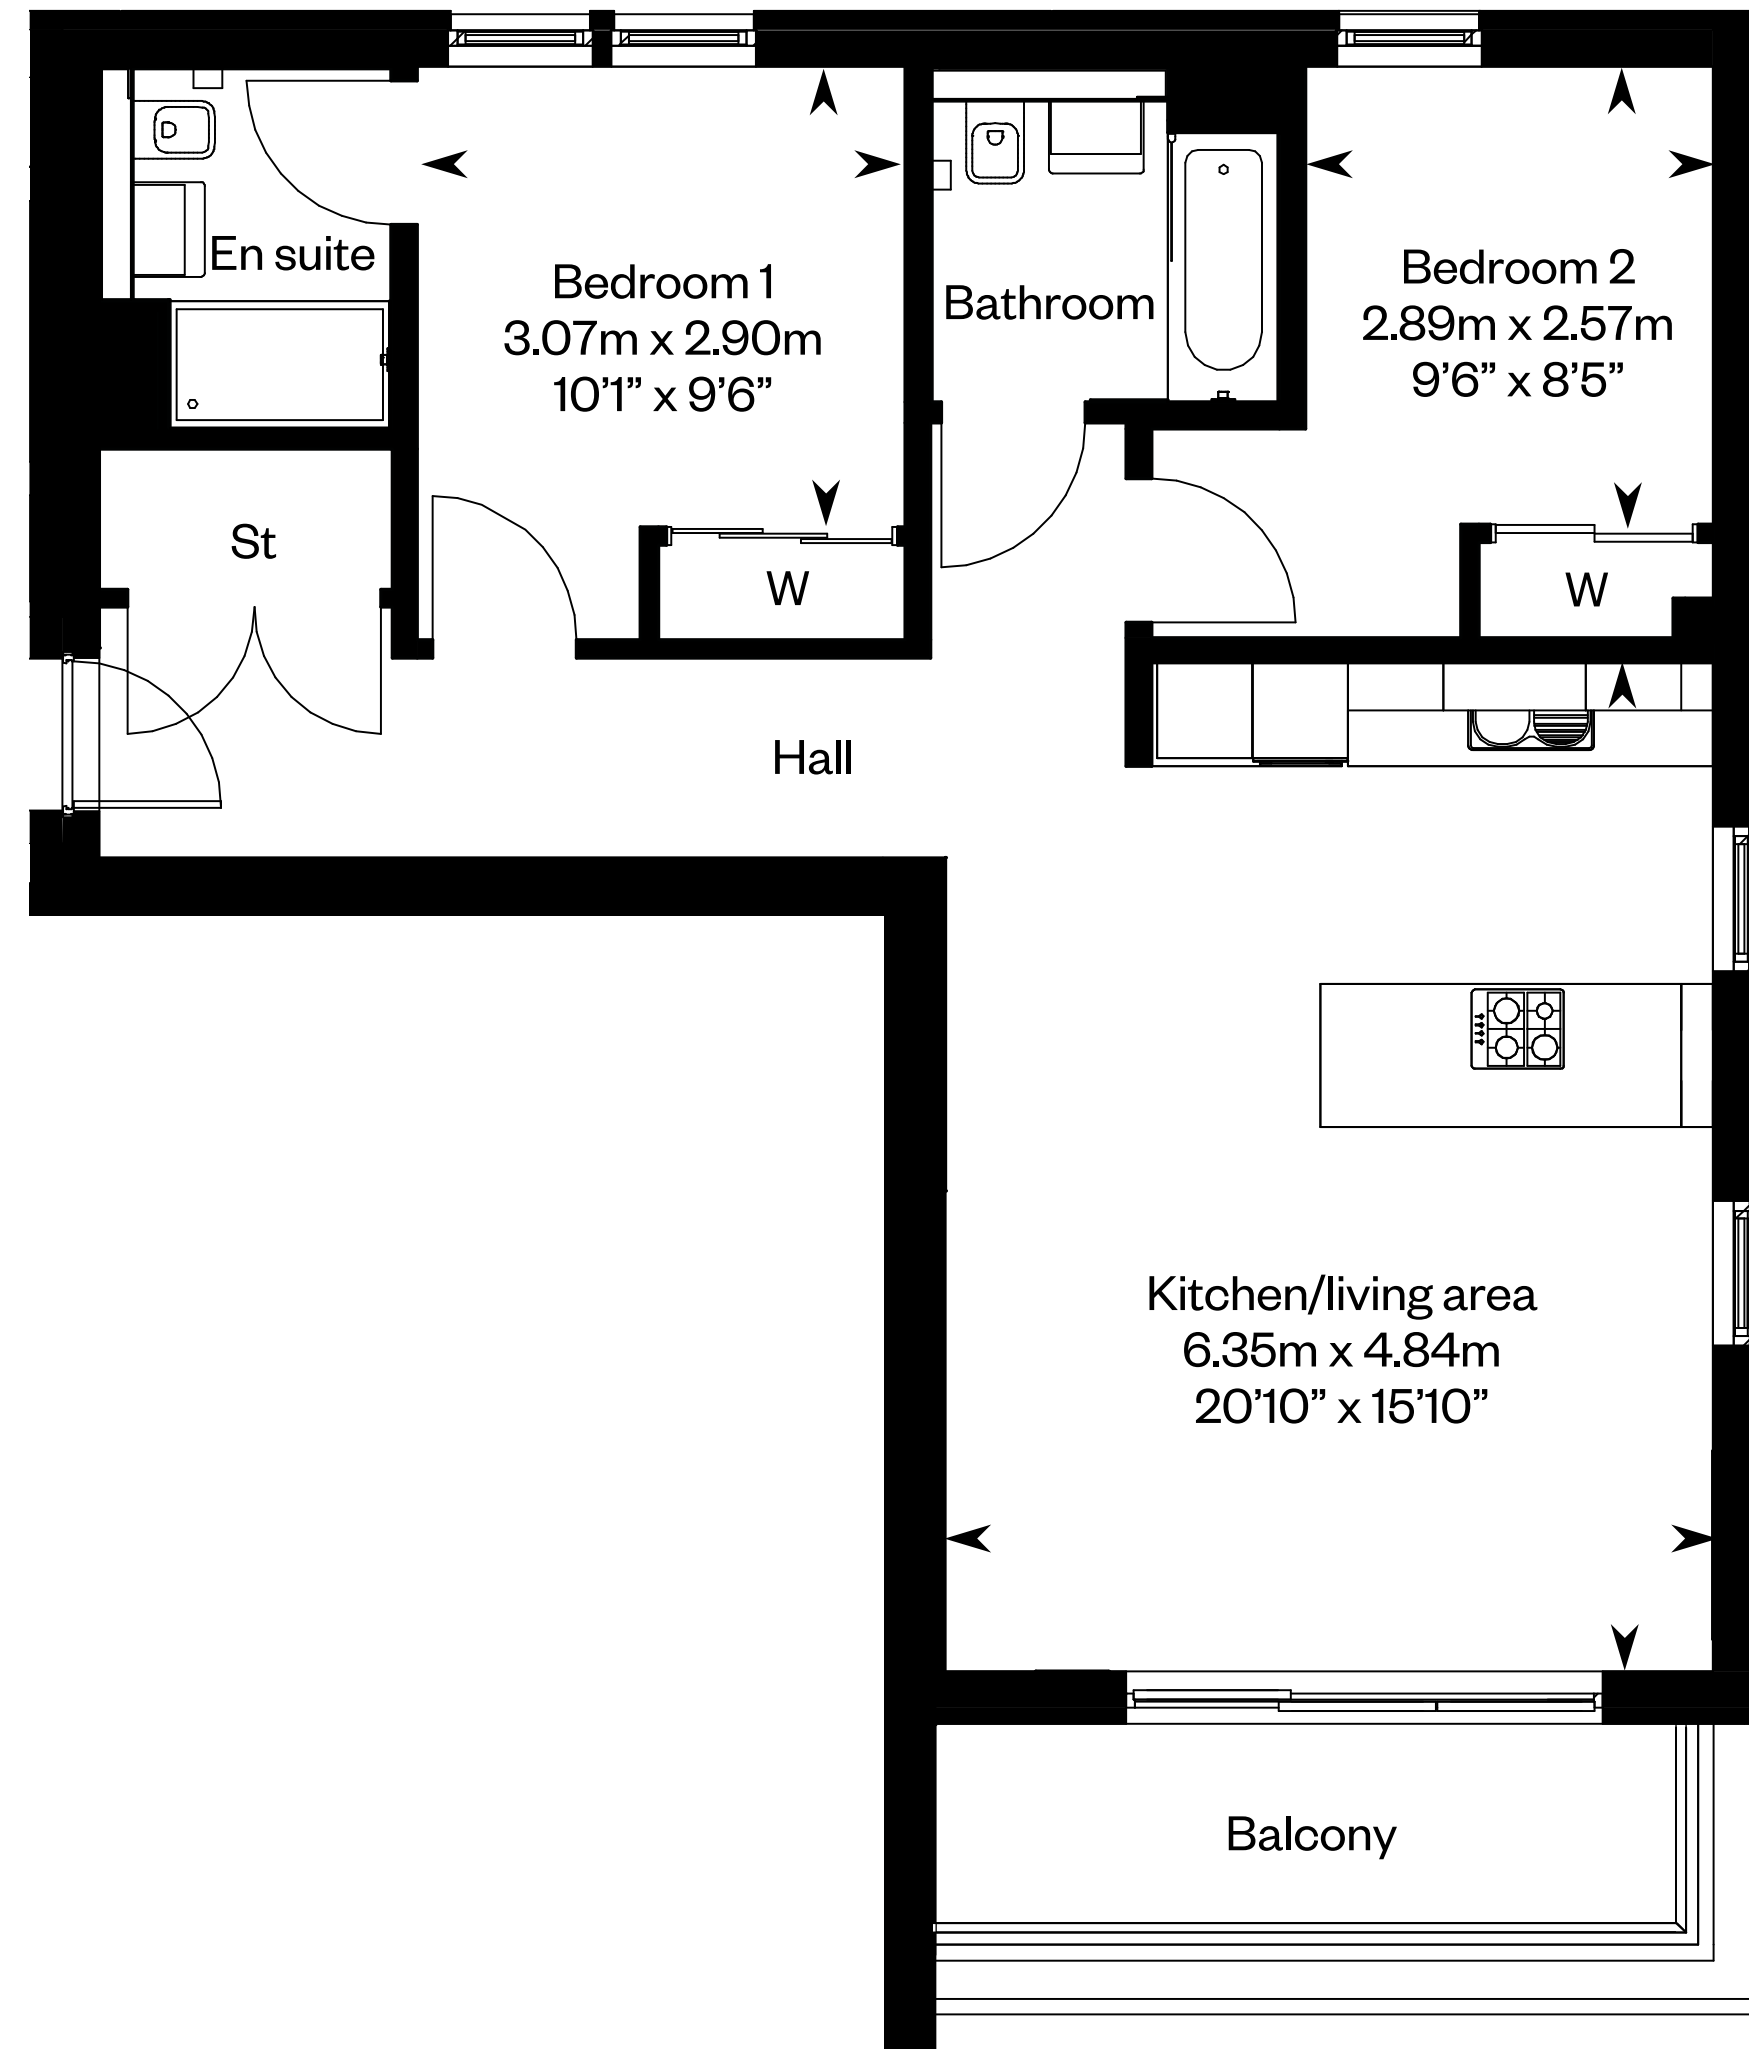 En suite
Bedroom 1
3.07m x 2.90m
10’1” x 9’6”
Bathroom
Bedroom 2
2.89m x 2.57m
9’6” x 8’5”
St
W
W
Hall
Kitchen/living area
6.35m x 4.84m
20’10” x 15’10”
Balcony